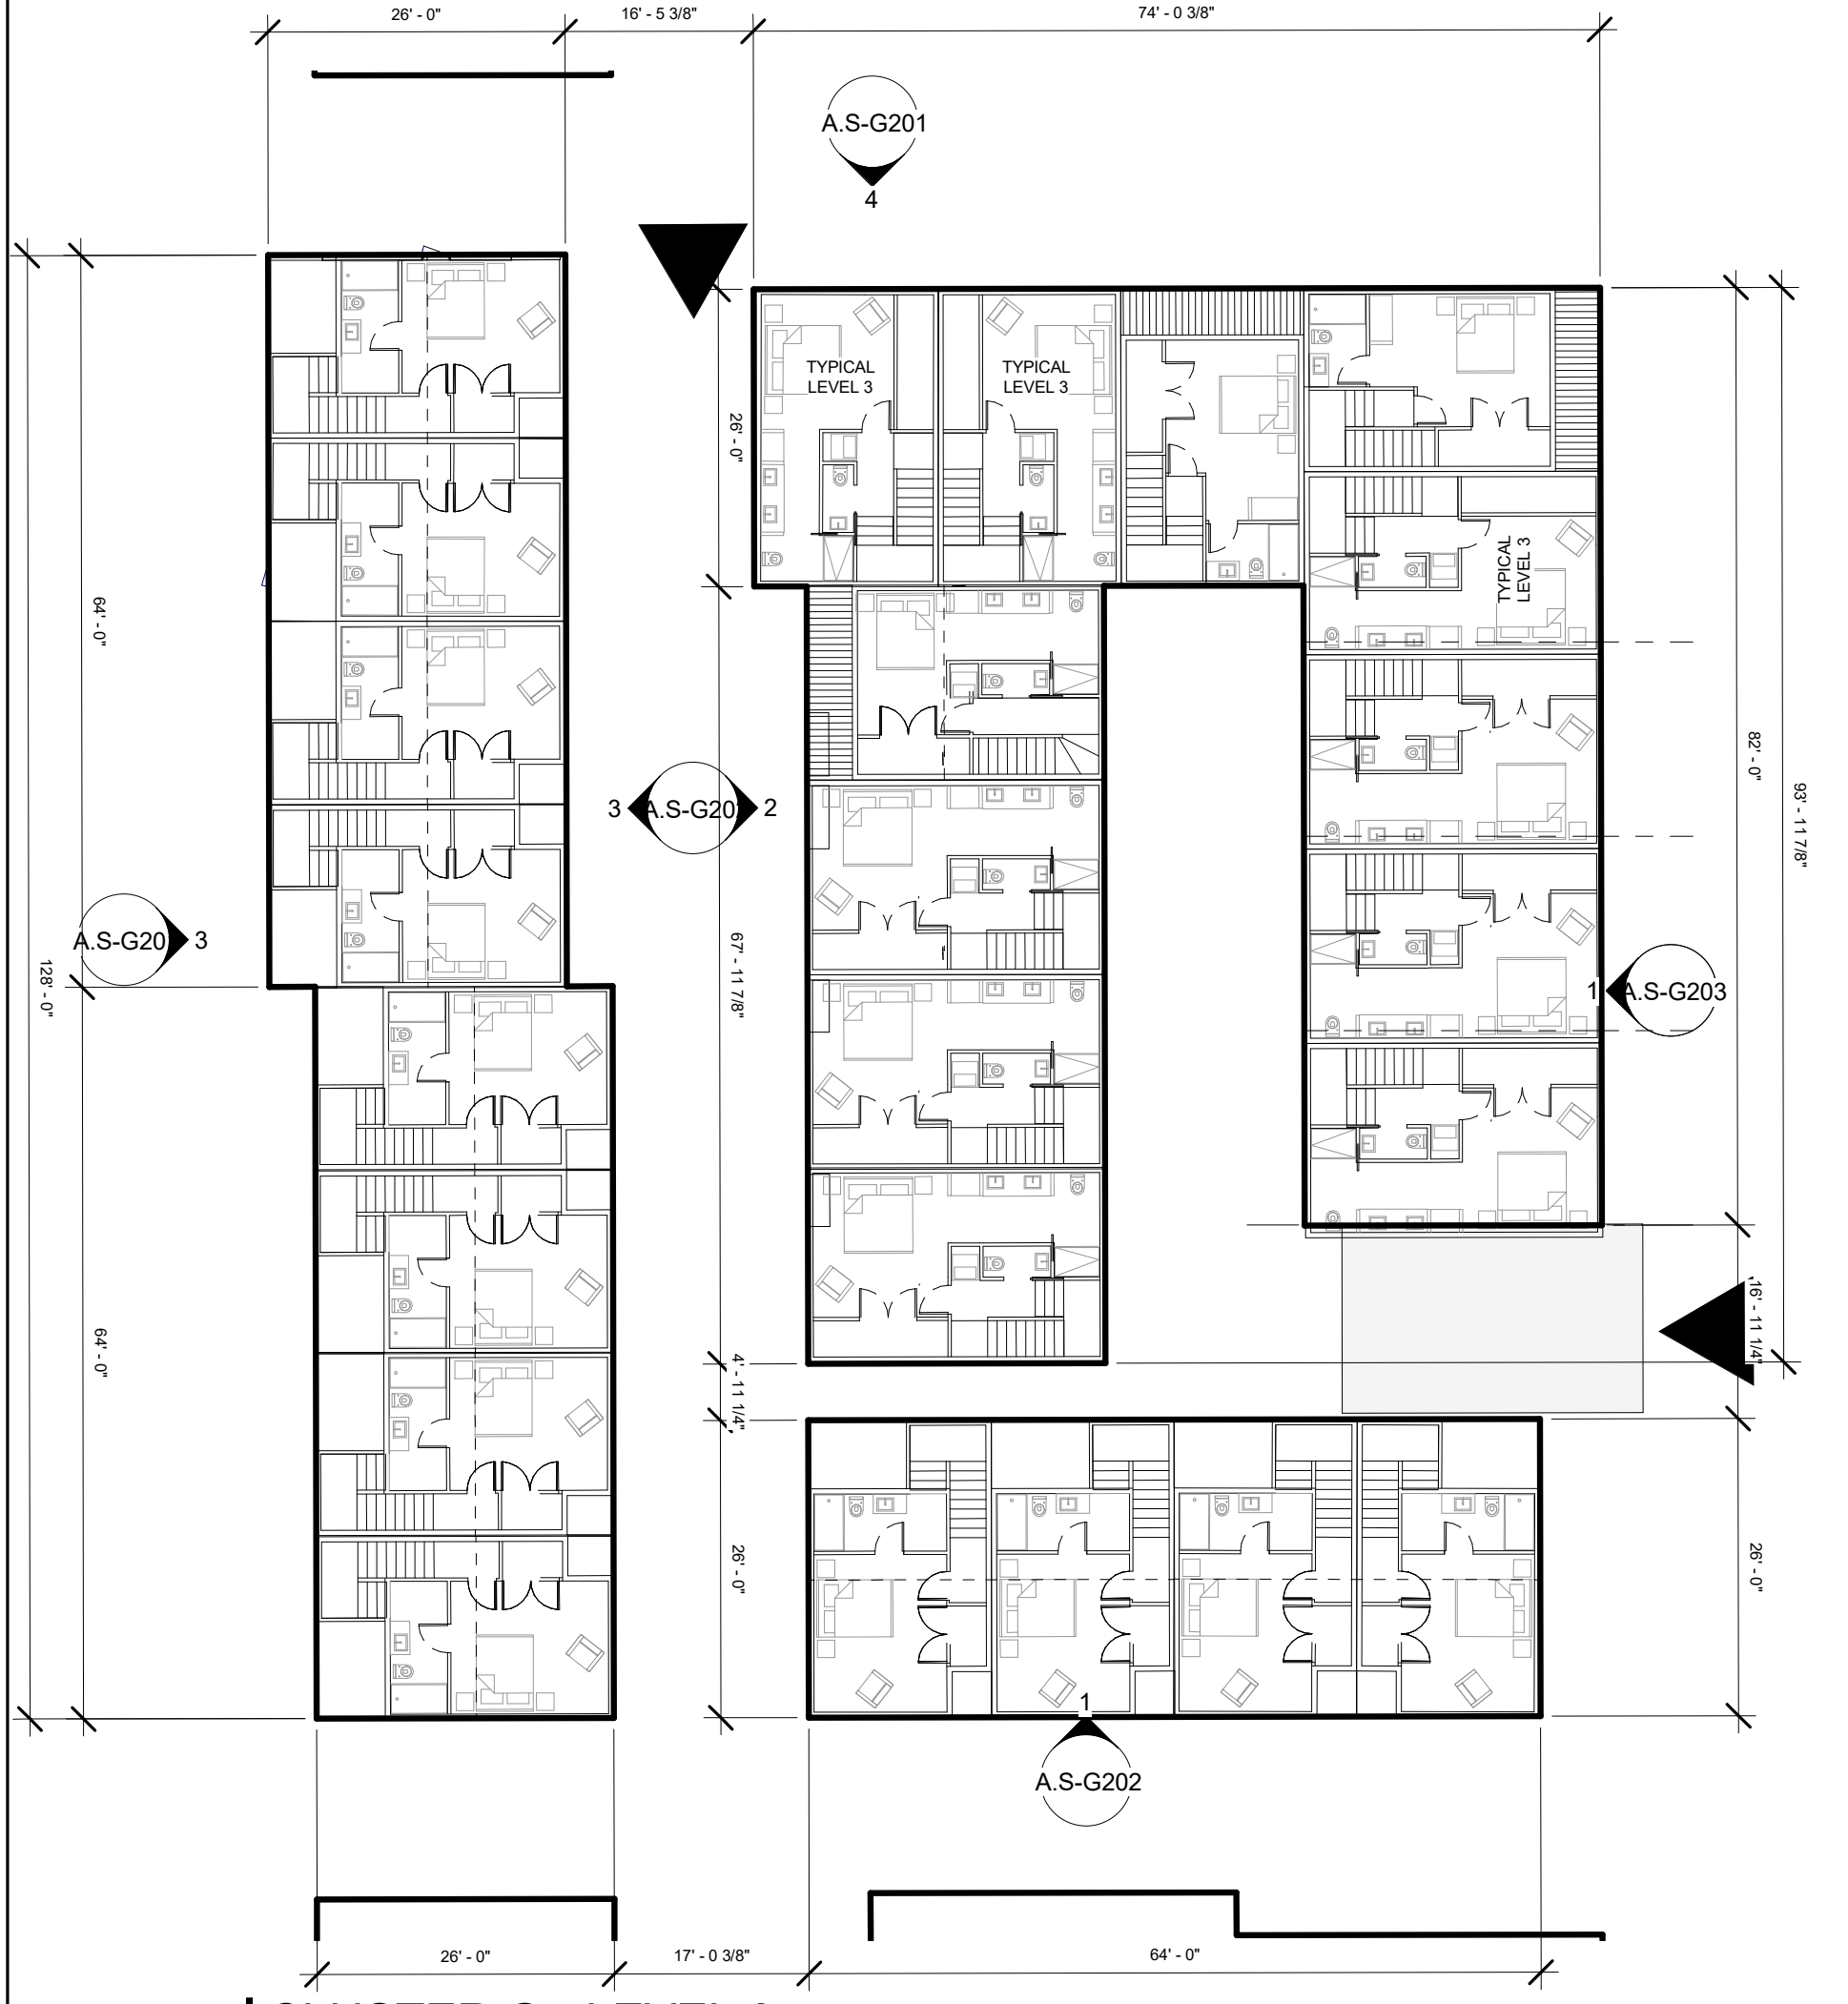 26' - 0"
16' - 5 3/8"
74' - 0 3/8"
A.S-G201
4
TYPICAL
LEVEL 3
TYPICAL
LEVEL 3
26' - 0"
TYPICAL
LEVEL 3
64' - 0"
82' - 0"
93' - 11 7/8"
3
A.S-G202
2
A.S-G20
3
128' - 0"
67' - 11 7/8"
1
A.S-G203
64' - 0"
4' - 11 1/4"
16' - 11 1/4"
26' - 0"
26' - 0"
1
A.S-G202
26' - 0"
17' - 0 3/8"
64' - 0"